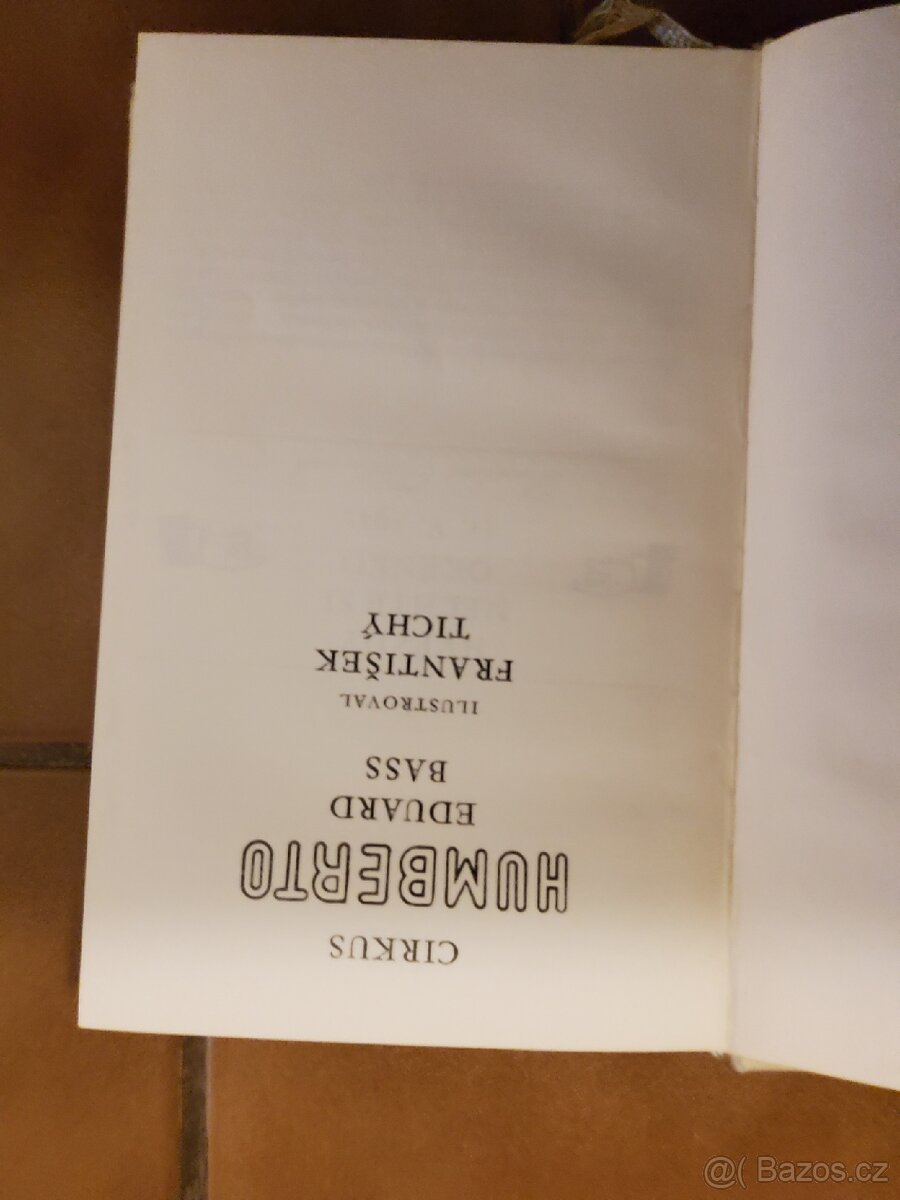 CIRKUS
HUMBERTO
EDUARD
BASS
ILUSTROVAL
FRANTIŠEK
TICHÝ
@( Bazos.cz